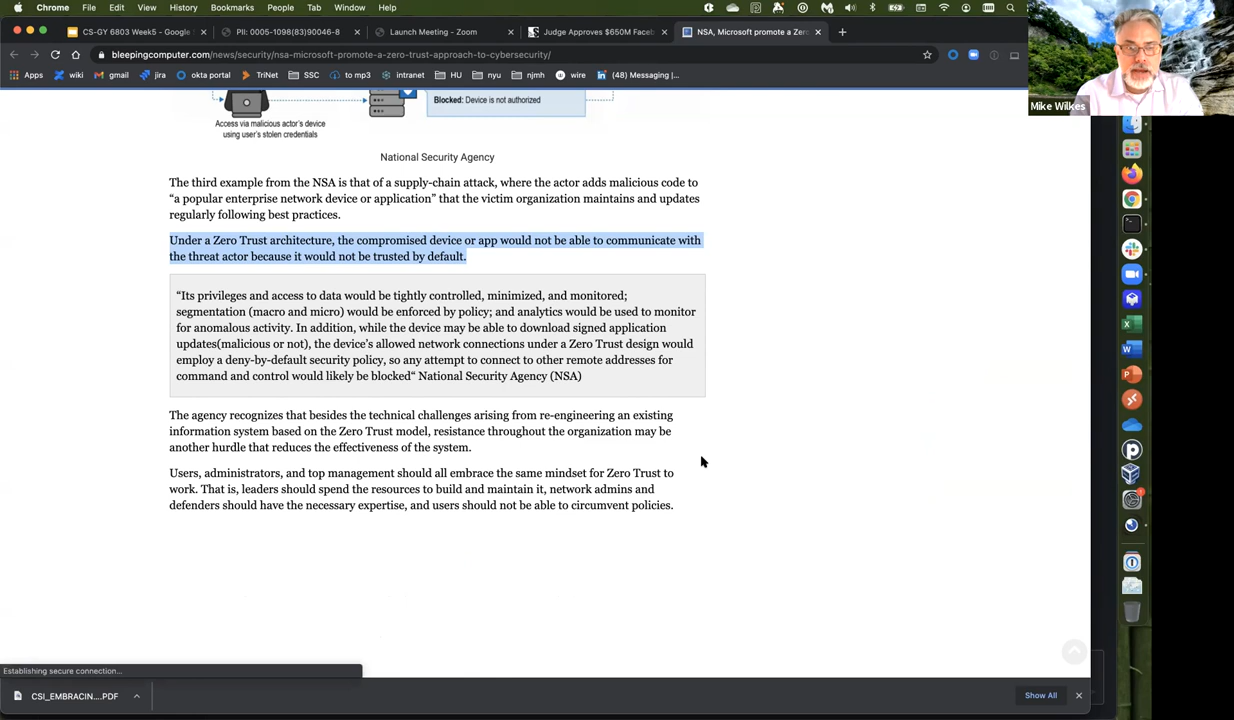 Chrome File Edit View History Bookmarks People Tab Window Help
CS-GY 6803 Week5 - Google
PII: 0005-1098(83)90046-8
Launch Meeting - Zoom
Judge Approves $650M Faceb
NSA, Microsoft promote a Zero
bleepingcomputer.com/news/security/nsa-microsoft-promote-a-zero-trust-approach-to-cybersecurity/
Apps wiki gmail jira okta portal TriNet SSC to mp3 intranet HU nyu njmh wire (48) Messaging |...
Mike Wilkes
Blocked: Device is not authorized
Access via malicious actor's device
using user's stolen credentials
National Security Agency
The third example from the NSA is that of a supply-chain attack, where the actor adds malicious code to
“a popular enterprise network device or application” that the victim organization maintains and updates
regularly following best practices.
Under a Zero Trust architecture, the compromised device or app would not be able to communicate with
the threat actor because it would not be trusted by default.
“Its privileges and access to data would be tightly controlled, minimized, and monitored;
segmentation (macro and micro) would be enforced by policy; and analytics would be used to monitor
for anomalous activity. In addition, while the device may be able to download signed application
updates(malicious or not), the device’s allowed network connections under a Zero Trust design would
employ a deny-by-default security policy, so any attempt to connect to other remote addresses for
command and control would likely be blocked“ National Security Agency (NSA)
The agency recognizes that besides the technical challenges arising from re-engineering an existing
information system based on the Zero Trust model, resistance throughout the organization may be
another hurdle that reduces the effectiveness of the system.
Users, administrators, and top management should all embrace the same mindset for Zero Trust to
work. That is, leaders should spend the resources to build and maintain it, network admins and
defenders should have the necessary expertise, and users should not be able to circumvent policies.
Establishing secure connection...
CSI_EMBRACIN....PDF
Show All